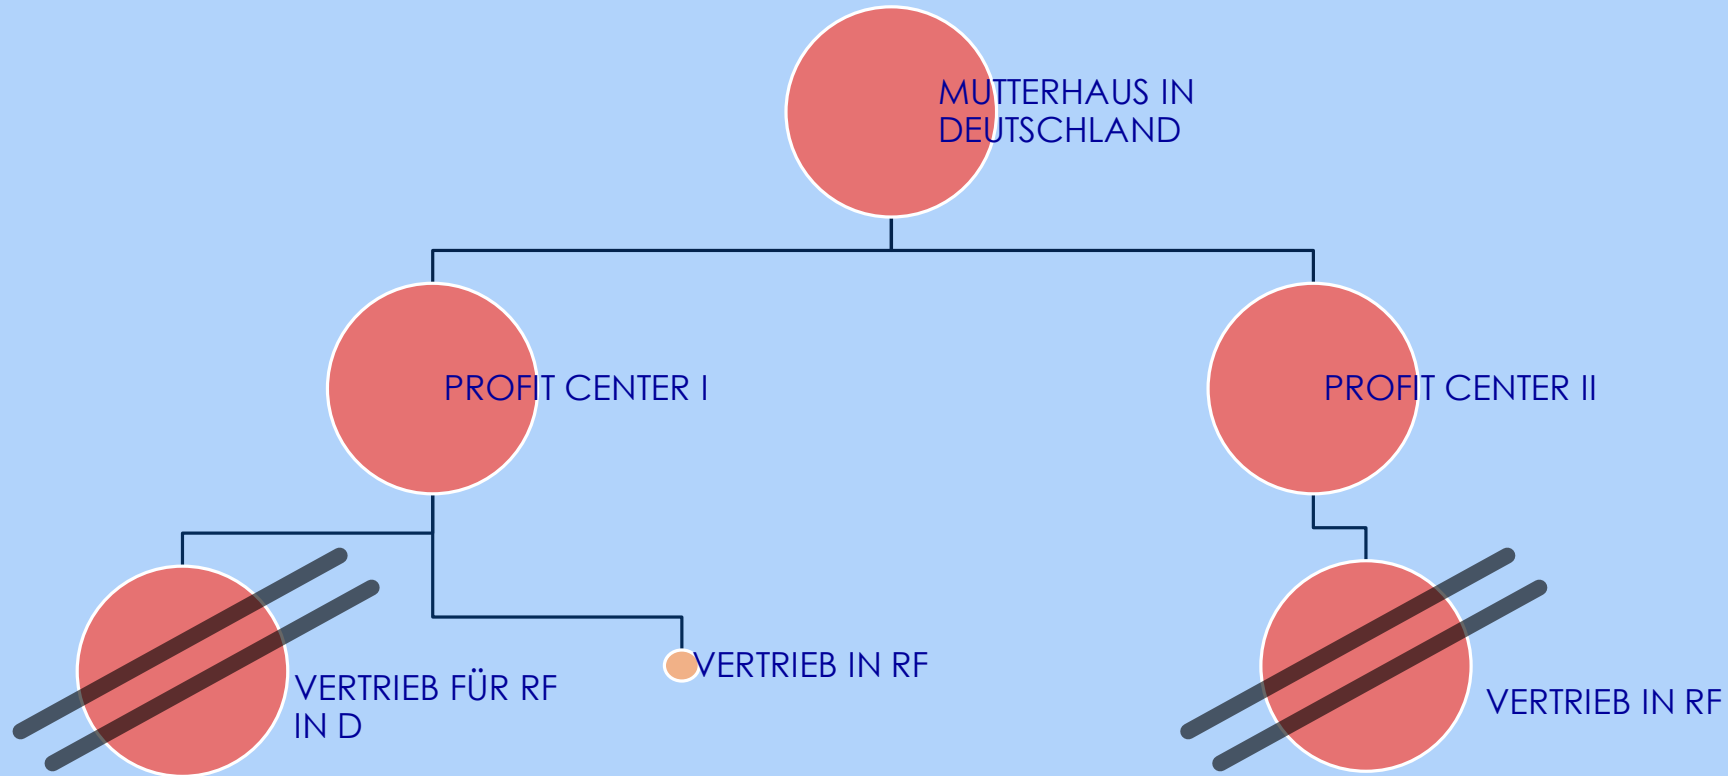 MUTTERHAUS IN
DEUTSCHLAND
PROFIT CENTER I
PROFIT CENTER II
VERTRIEB FÜR RF
IN D
VERTRIEB IN RF
VERTRIEB IN RF